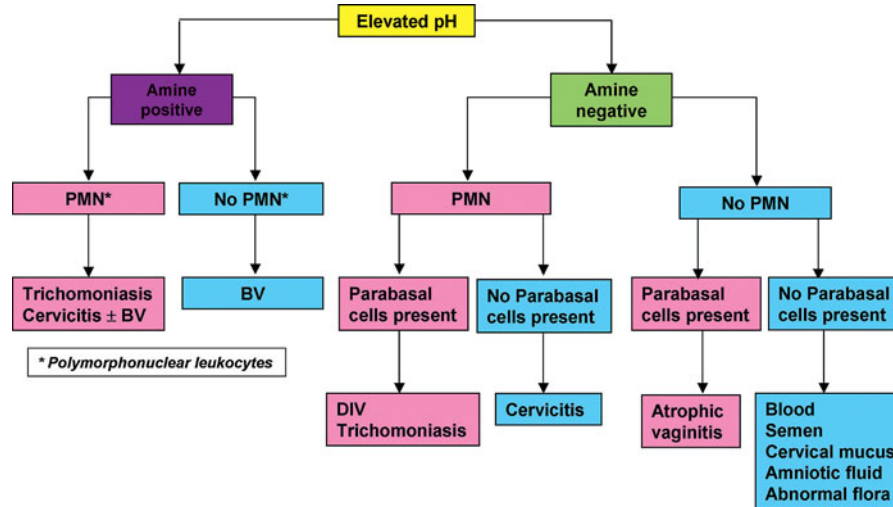 Elevated pH
Amine
positive
Amine
negative
PMN*
No PMN*
PMN
No PMN
Trichomoniasis
Cervicitis ± BV
BV
Parabasal
cells present
No Parabasal
cells present
Parabasal
cells present
No Parabasal
cells present
* Polymorphonuclear leukocytes
DIV
Trichomoniasis
Cervicitis
Atrophic
vaginitis
Blood
Semen
Cervical mucus
Amniotic fluid
Abnormal flora